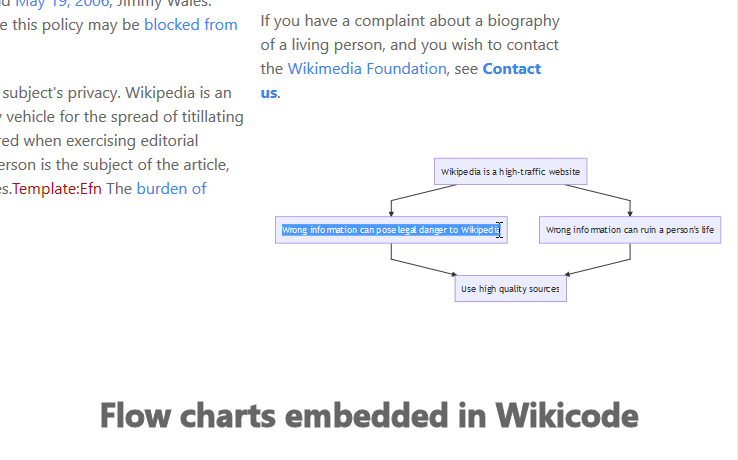 d May 19, 2006, Jimmy Wales.
e this policy may be blocked from
subject's privacy. Wikipedia is an
vehicle for the spread of titillating
red when exercising editorial
erson is the subject of the article,
es.Template:Efn The burden of
If you have a complaint about a biography
of a living person, and you wish to contact
the Wikimedia Foundation, see Contact
us.
Wikipedia is a high-traffic website
Wrong information can pose legal danger to Wikipedia
Wrong information can ruin a person's life
Use high quality sources
Flow charts embedded in Wikicode